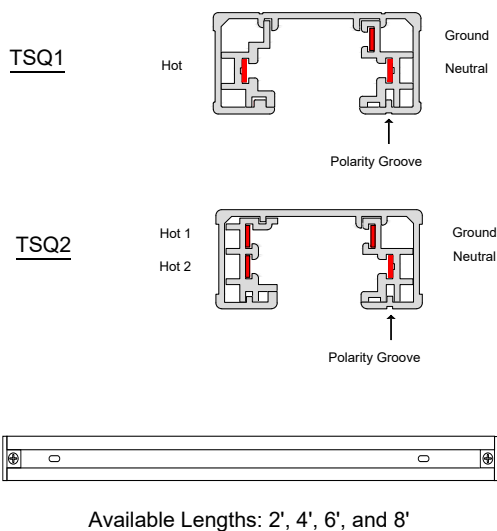 TSQ1
Hot
Ground
Neutral
Polarity Groove
TSQ2
Hot 1
Hot 2
Ground
Neutral
Polarity Groove
Available Lengths: 2', 4', 6', and 8'